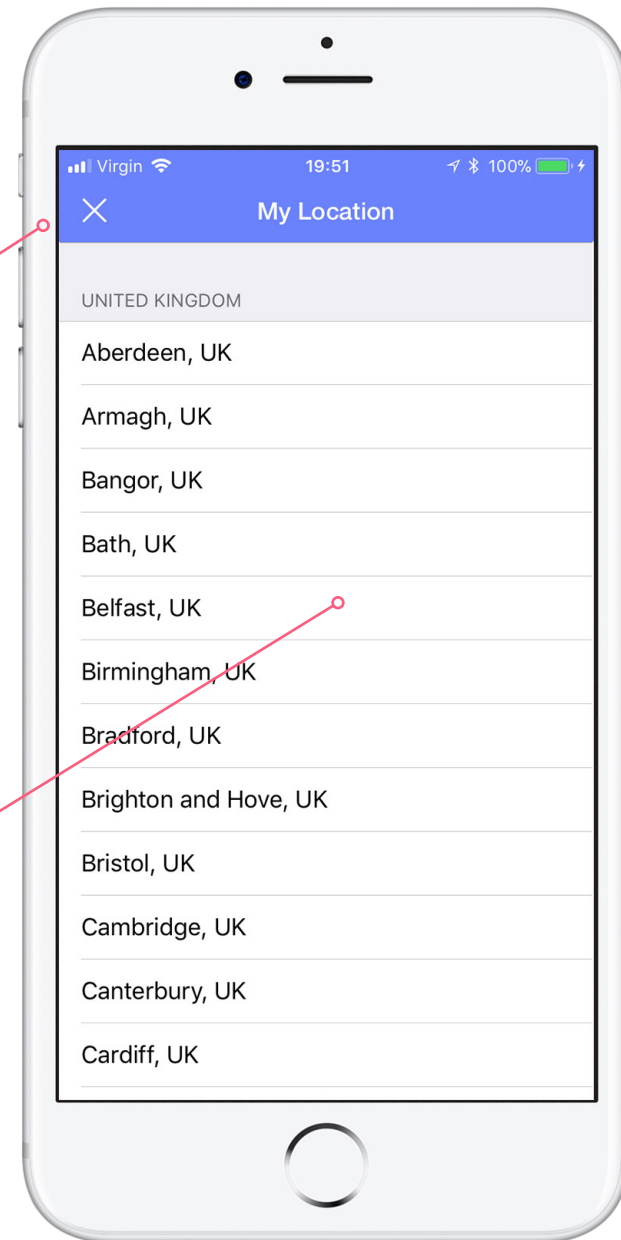 Virgin 19:51 100%
My Location
UNITED KINGDOM
Aberdeen, UK
Armagh, UK
Bangor, UK
Bath, UK
Belfast, UK
Birmingham, UK
Bradford, UK
Brighton and Hove, UK
Bristol, UK
Cambridge, UK
Canterbury, UK
Cardiff, UK